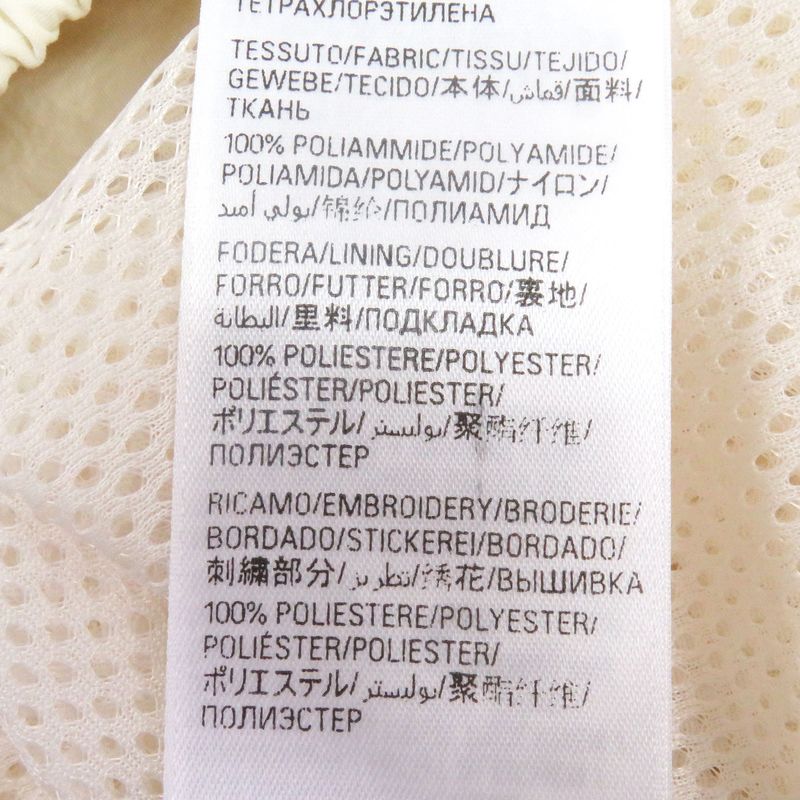 ТЕТРАХЛОРЭТИЛЕНА
TESSUTO/FABRIC/TISSU/TEJIDO/
GEWEBE/TECIDO/本体/قماش/面料/
ТКАНЬ
100% POLIAMMIDE/POLYAMIDE/
POLIAMIDA/POLYAMID/ナイロン/
بولي أميد/锦纶/ПОЛИАМИД
FODERA/LINING/DOUBLURE/
FORRO/FUTTER/FORRO/裏地/
البطانة/里料/ПОДКЛАДКА
100% POLIESTERE/POLYESTER/
POLIÉSTER/POLIESTER/
ポリエステル/بوليستر/聚酯纤维/
ПОЛИЭСТЕР
RICAMO/EMBROIDERY/BRODERIE/
BORDADO/STICKEREI/BORDADO/
刺繍部分/تطريز/绣花/ВЫШИВКА
100% POLIESTERE/POLYESTER/
POLIÉSTER/POLIESTER/
ポリエステル/بوليستر/聚酯纤维/
ПОЛИЭСТЕР